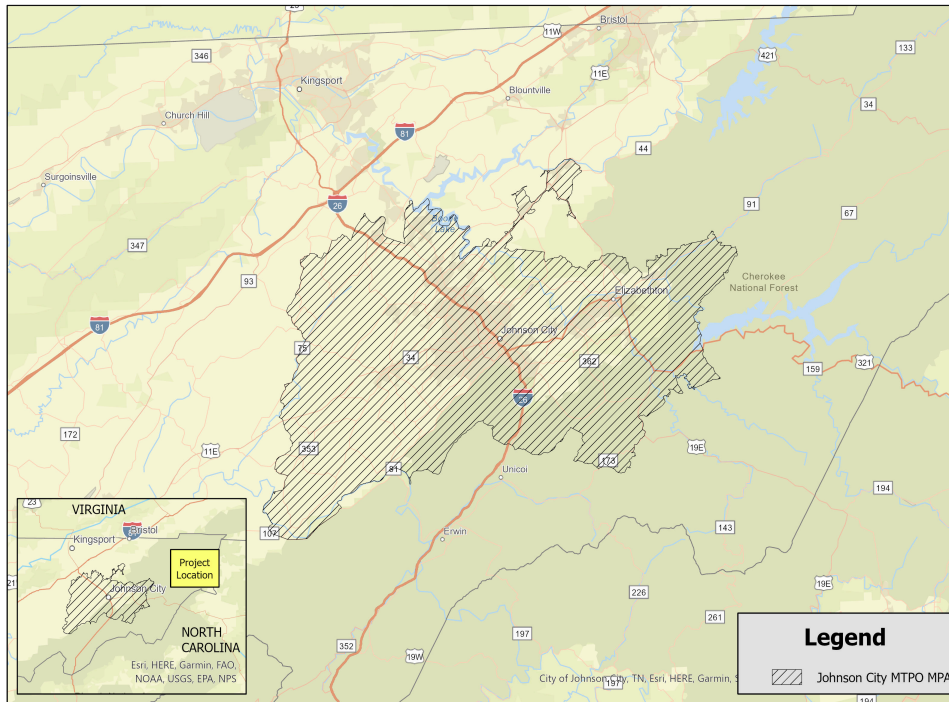 23
Bristol
11W
421
133
346
Kingsport
11E
Blountville
34
Church Hill
81
44
Surgoinsville
26
91
67
Boone
Lake
347
93
Cherokee
National Forest
Elizabethton
81
Johnson City
75
34
362
159
321
26
172
11E
353
81
173
19E
Unicoi
194
107
143
Erwin
19E
226
261
197
352
19W
City of Johnson City, TN, Esri, HERE, Garmin, S
197
194
VIRGINIA
23
81
Bristol
Kingsport
Project
Location
Johnson City
NORTH
CAROLINA
Esri, HERE, Garmin, FAO,
NOAA, USGS, EPA, NPS
Legend
Johnson City MTPO MPA